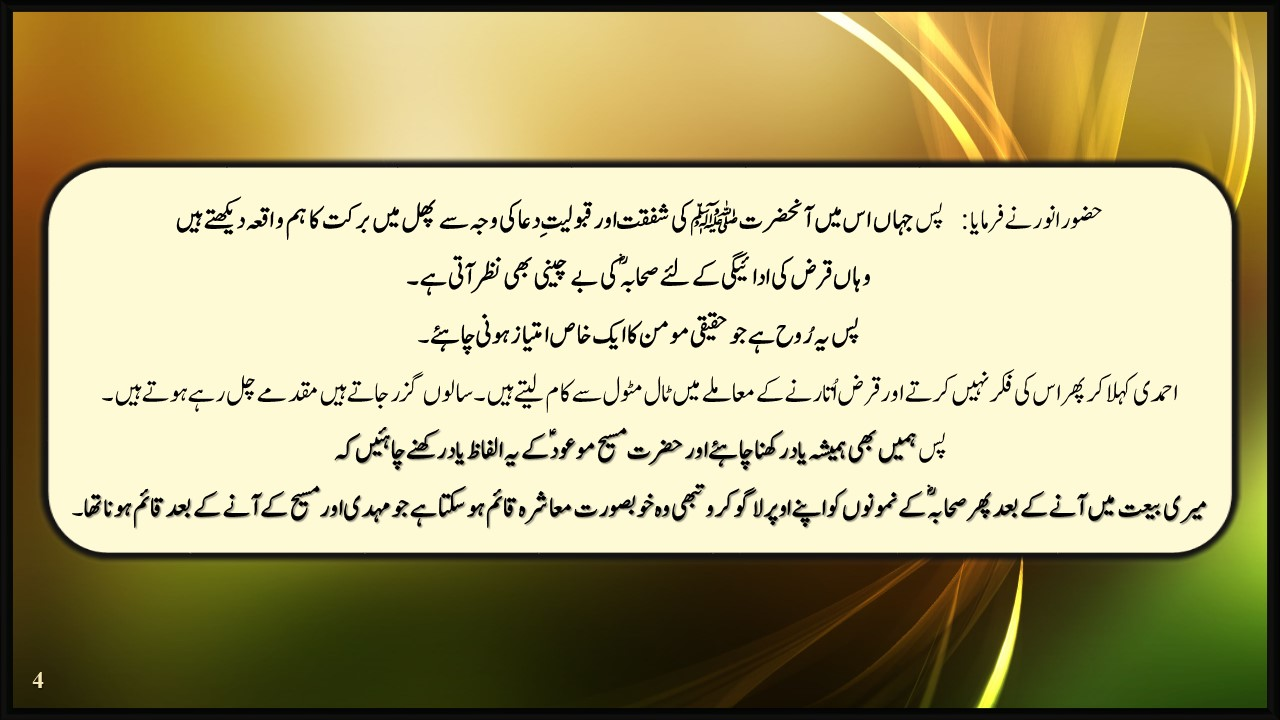 حضور انور نے فرمایا: پس جہاں اس میں آنحضرت ﷺ کی شفقت اور قبولیتِ دعا کی وجہ سے پھل میں برکت کا ہم واقعہ دیکھتے ہیں
وہاں قرض کی ادائیگی کے لئے صحابہؓ کی بے چینی بھی نظر آتی ہے۔
پس یہ رُوح ہے جو حقیقی مومن کا ایک خاص امتیاز ہونی چاہئے۔
احمدی کہلا کر پھر اس کی فکر نہیں کرتے اور قرض اُتارنے کے معاملے میں ٹال مٹول سے کام لیتے ہیں۔ سالوں گزر جاتے ہیں مقدمے چل رہے ہوتے ہیں۔
پس ہمیں بھی ہمیشہ یاد رکھنا چاہئے اور حضرت مسیح موعودؑ کے یہ الفاظ یاد رکھنے چاہئیں کہ
میری بیعت میں آنے کے بعد پھر صحابہؓ کے نمونوں کو اپنے اوپر لاگو کرو تبھی وہ خوبصورت معاشرہ قائم ہو سکتا ہے جو مہدی اور مسیح کے آنے کے بعد قائم ہونا تھا۔
4